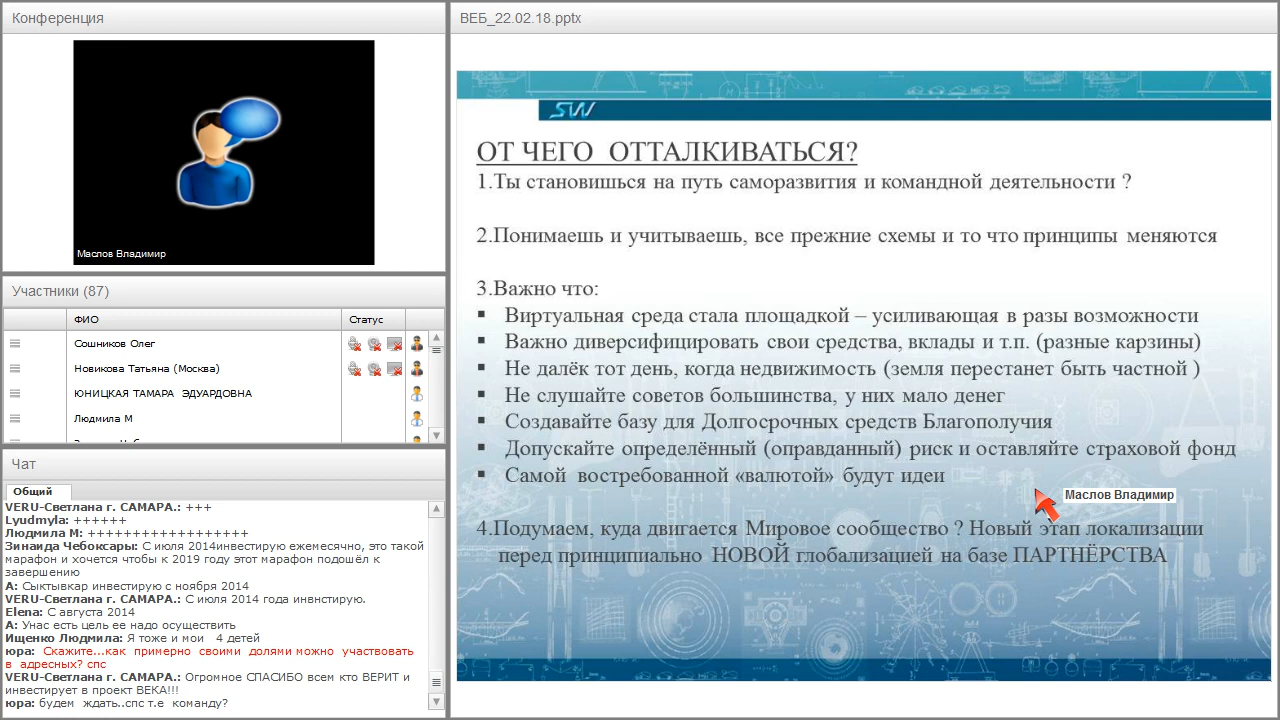 Конференция
Маслов Владимир
Участники (87)
ФИО
Статус
Сошников Олег
Новикова Татьяна (Москва)
ЮНИЦКАЯ ТАМАРА ЭДУАРДОВНА
Людмила М
Чат
Общий
VERU-Светлана г. САМАРА.: +++
Lyudmyla: ++++++
Людмила М: ++++++++++++++++++
Зинаида Чебоксары: С июля 2014инвестирую ежемесячно, это такой
марафон и хочется чтобы к 2019 году этот марафон подошёл к
завершению
А: Сыктывкар инвестирую с ноября 2014
VERU-Светлана г. САМАРА.: С июля 2014 года инвнстирую.
Elena: С августа 2014
А: Унас есть цель ее надо осуществить
Ищенко Людмила: Я тоже и мои 4 детей
юра: Скажите...как примерно своими долями можно участвовать
в адресных? спс
VERU-Светлана г. САМАРА.: Огромное СПАСИБО всем кто ВЕРИТ и
инвестирует в проект ВЕКА!!!
юра: будем ждать..спс т.е команду?
ВЕБ_22.02.18.pptx
SW
ОТ ЧЕГО ОТТАЛКИВАТЬСЯ?
1.Ты становишься на путь саморазвития и командной деятельности ?
2.Понимаешь и учитываешь, все прежние схемы и то что принципы меняются
3.Важно что:
▪ Виртуальная среда стала площадкой – усиливающая в разы возможности
▪ Важно диверсифицировать свои средства, вклады и т.п. (разные карзины)
▪ Не далёк тот день, когда недвижимость (земля перестанет быть частной )
▪ Не слушайте советов большинства, у них мало денег
▪ Создавайте базу для Долгосрочных средств Благополучия
▪ Допускайте определённый (оправданный) риск и оставляйте страховой фонд
▪ Самой востребованной «валютой» будут идеи
Маслов Владимир
4.Подумаем, куда двигается Мировое сообщество ? Новый этап локализации
перед принципиально НОВОЙ глобализацией на базе ПАРТНЁРСТВА